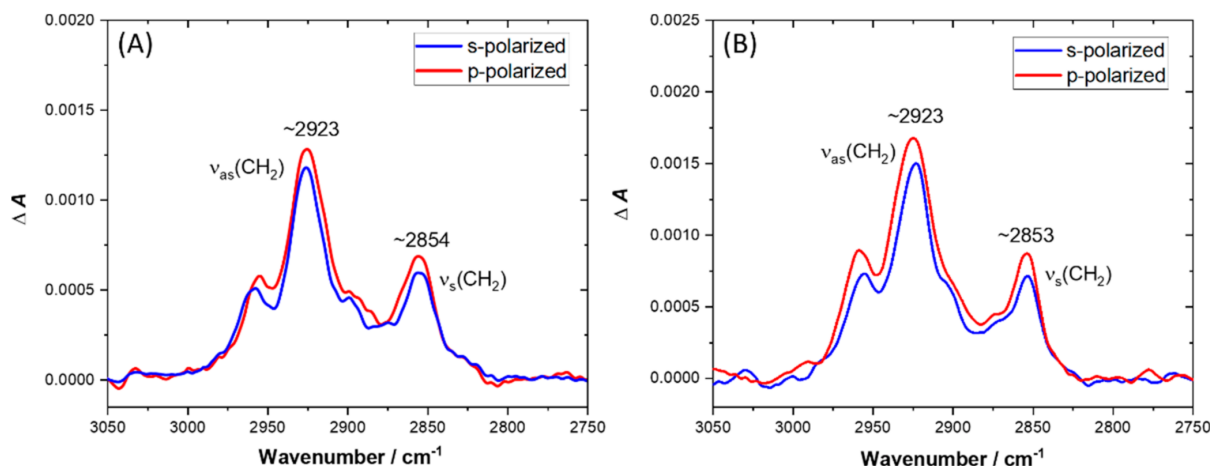 (A)
s-polarized
p-polarized
~2923
νas(CH2)
~2854
νs(CH2)
0.0020
0.0015
0.0010
0.0005
0.0000
Δ A
3050 3000 2950 2900 2850 2800 2750
Wavenumber / cm-1
(B)
s-polarized
p-polarized
~2923
νas(CH2)
~2853
νs(CH2)
0.0025
0.0020
0.0015
0.0010
0.0005
0.0000
Δ A
3050 3000 2950 2900 2850 2800 2750
Wavenumber / cm-1